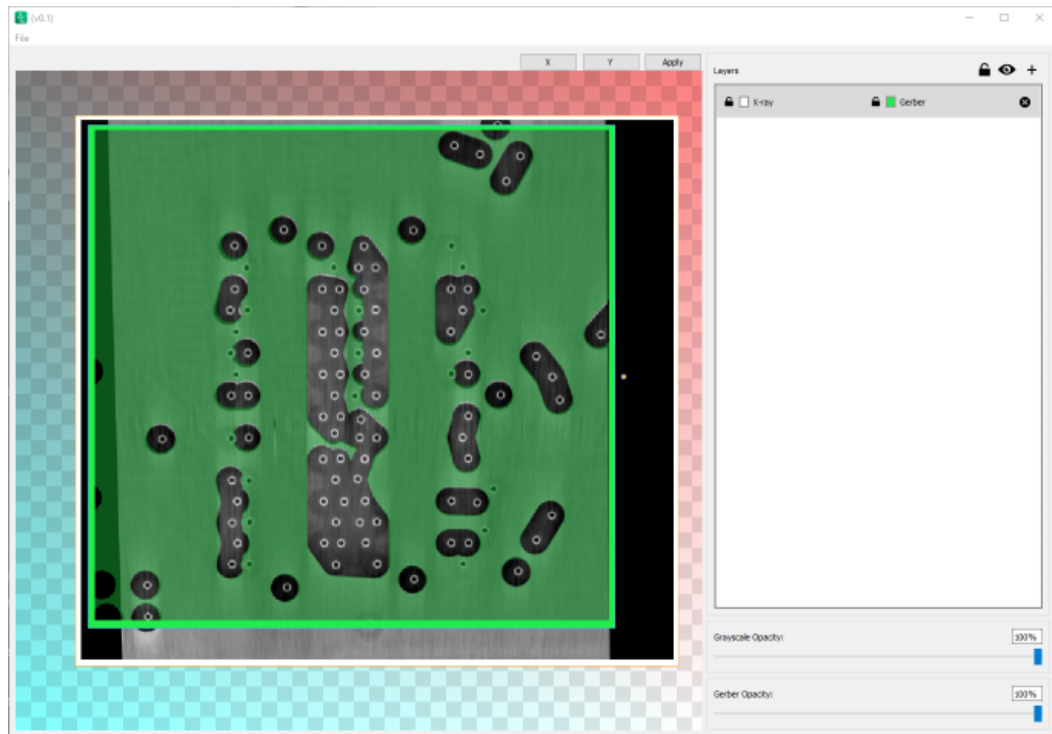 (v0.1)
File
X Y Apply
Layers
X-ray Gerber
Grayscale Opacity:
100%
Gerber Opacity:
100%